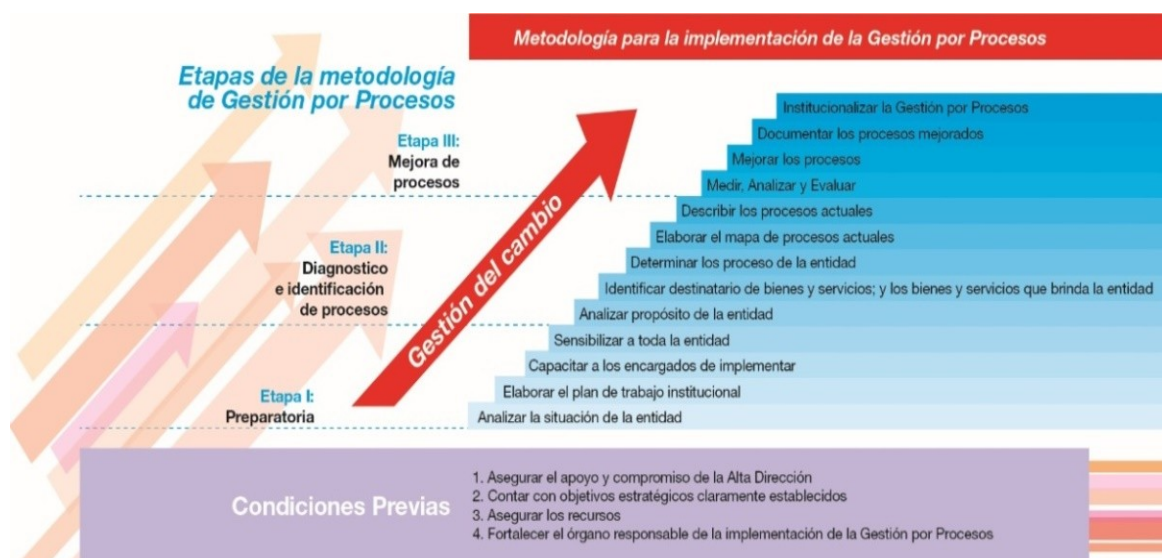 Metodología para la implementación de la Gestión por Procesos
Etapas de la metodología
de Gestión por Procesos
Etapa III:
Mejora de
procesos
Etapa II:
Diagnostico
e identificación
de procesos
Etapa I:
Preparatoria
Gestión del cambio
Institucionalizar la Gestión por Procesos
Documentar los procesos mejorados
Mejorar los procesos
Medir, Analizar y Evaluar
Describir los procesos actuales
Elaborar el mapa de procesos actuales
Determinar los proceso de la entidad
Identificar destinatario de bienes y servicios; y los bienes y servicios que brinda la entidad
Analizar propósito de la entidad
Sensibilizar a toda la entidad
Capacitar a los encargados de implementar
Elaborar el plan de trabajo institucional
Analizar la situación de la entidad
Condiciones Previas
1. Asegurar el apoyo y compromiso de la Alta Dirección
2. Contar con objetivos estratégicos claramente establecidos
3. Asegurar los recursos
4. Fortalecer el órgano responsable de la implementación de la Gestión por Procesos